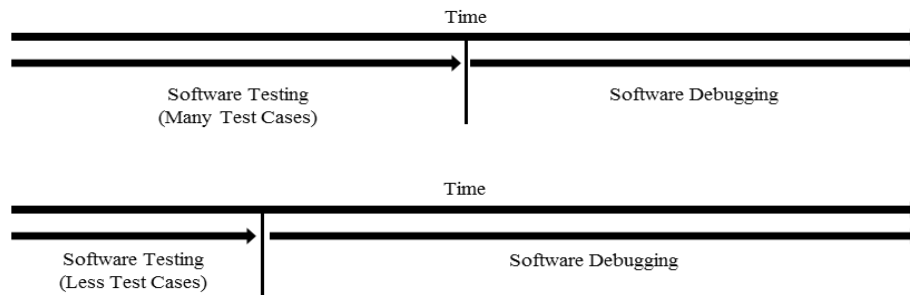 Time
Software Testing
(Many Test Cases)
Software Debugging
Time
Software Testing
(Less Test Cases)
Software Debugging